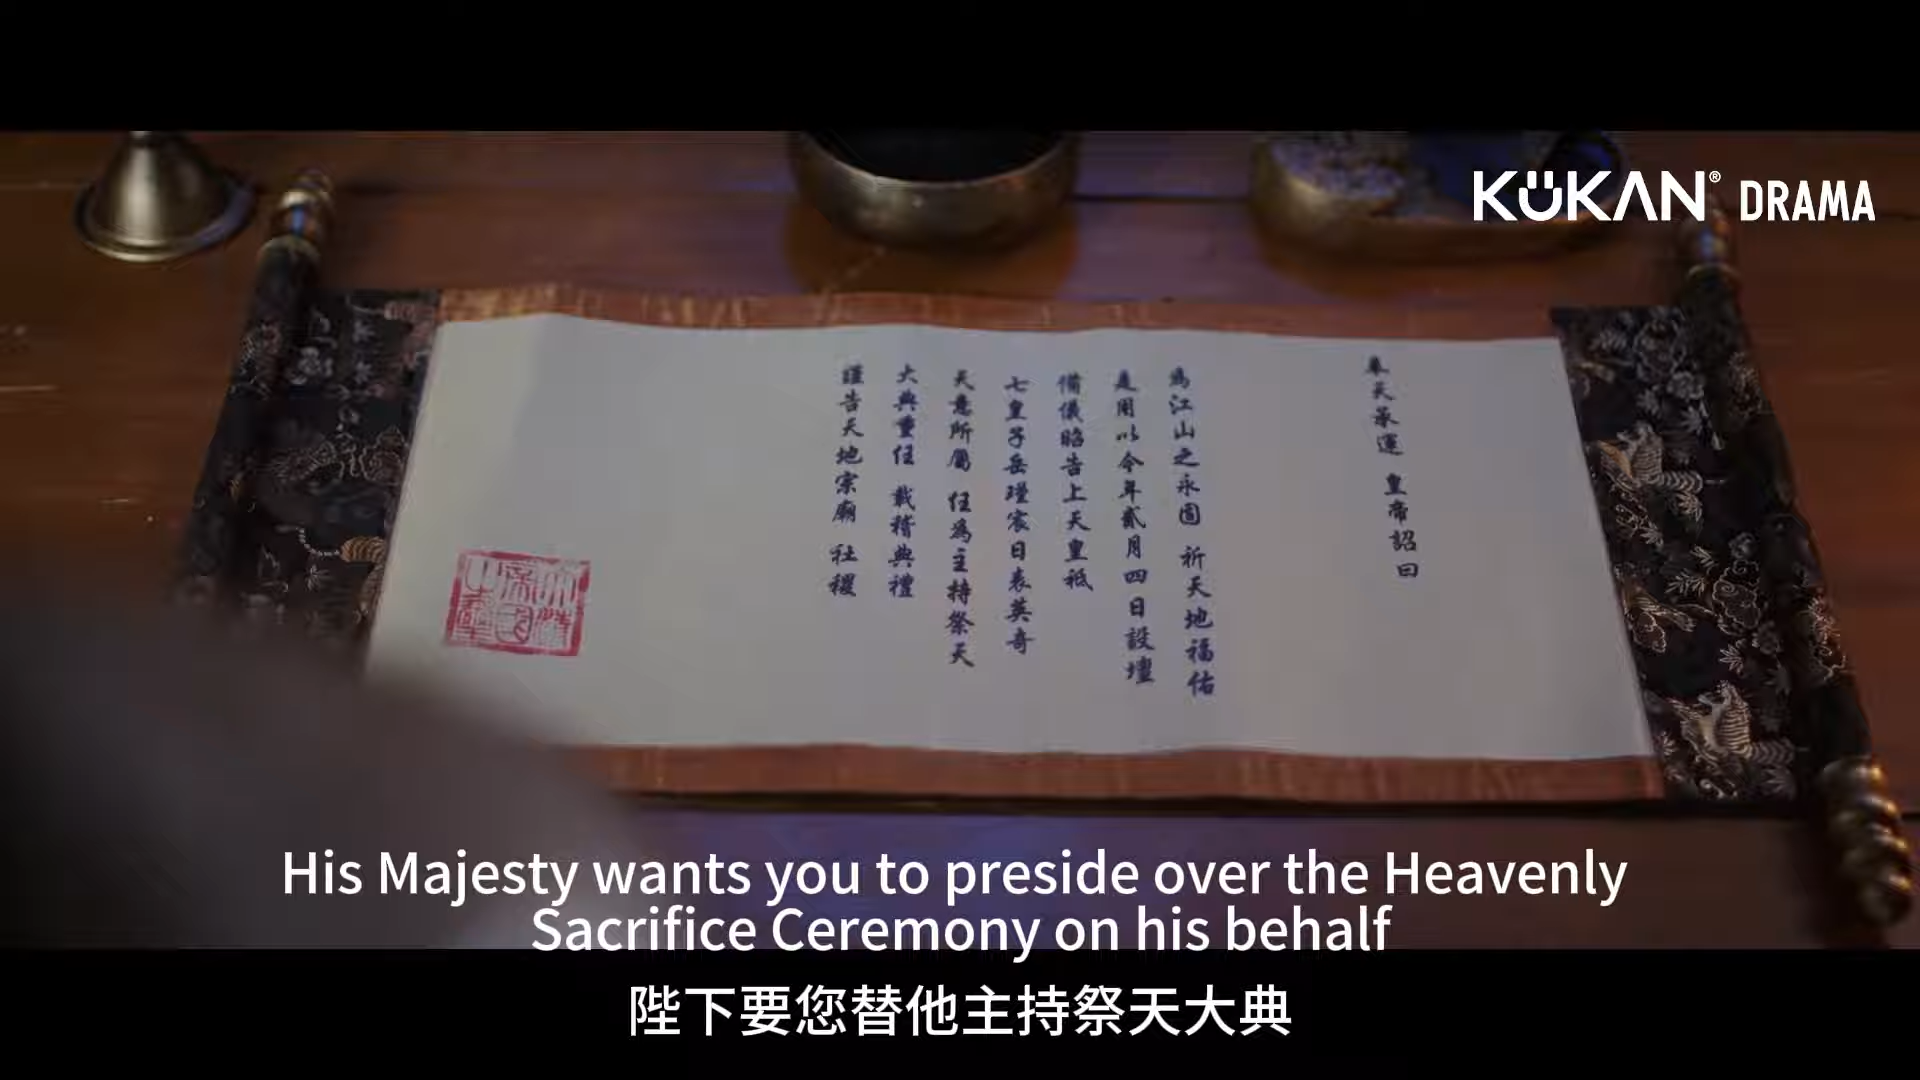 KÜKAN® DRAMA
奉天承運 皇帝詔曰
為江山之永固 祈天地福佑
是用以今年貳月四日設壇
備儀昭告上天皇祗
七皇子岳瑾宸日表英奇
天意所屬 任為主持祭天
大典重任 載稽典禮
謹告天地宗廟 社稷
His Majesty wants you to preside over the Heavenly
Sacrifice Ceremony on his behalf
陛下要您替他主持祭天大典